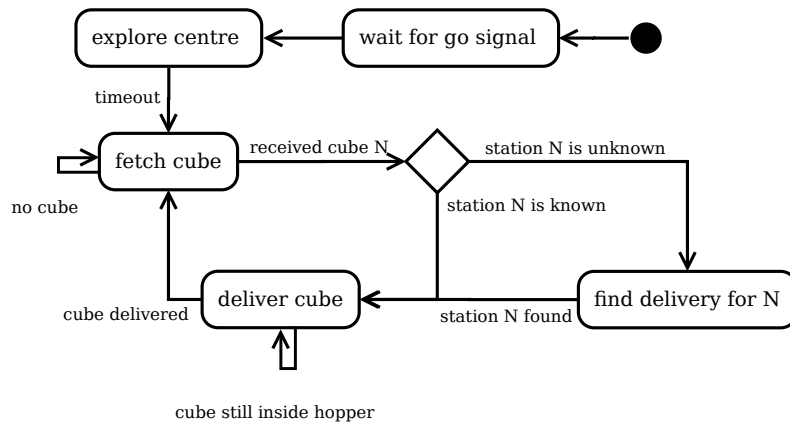 explore centre
wait for go signal
timeout
fetch cube
received cube N
station N is unknown
no cube
station N is known
deliver cube
find delivery for N
cube delivered
station N found
cube still inside hopper